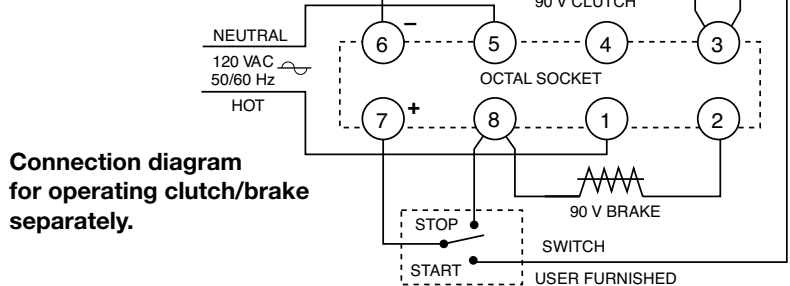 90 V CLUTCH
NEUTRAL
120 VAC
50/60 Hz
HOT
6 – 5 4 3
OCTAL SOCKET
7 + 8 1 2
Connection diagram
for operating clutch/brake
separately.
90 V BRAKE
STOP
SWITCH
START
USER FURNISHED